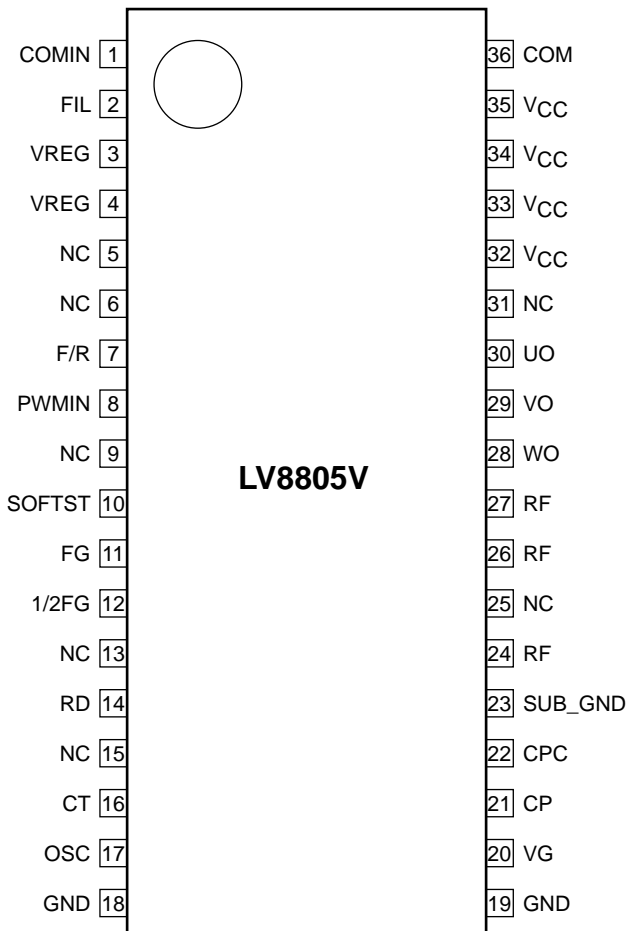 COMIN 1 36 COM
FIL 2 35 VCC
VREG 3 34 VCC
VREG 4 33 VCC
NC 5 32 VCC
NC 6 31 NC
F/R 7 30 UO
PWMIN 8 29 VO
NC 9 28 WO
LV8805V
SOFTST 10 27 RF
FG 11 26 RF
1/2FG 12 25 NC
NC 13 24 RF
RD 14 23 SUB_GND
NC 15 22 CPC
CT 16 21 CP
OSC 17 20 VG
GND 18 19 GND